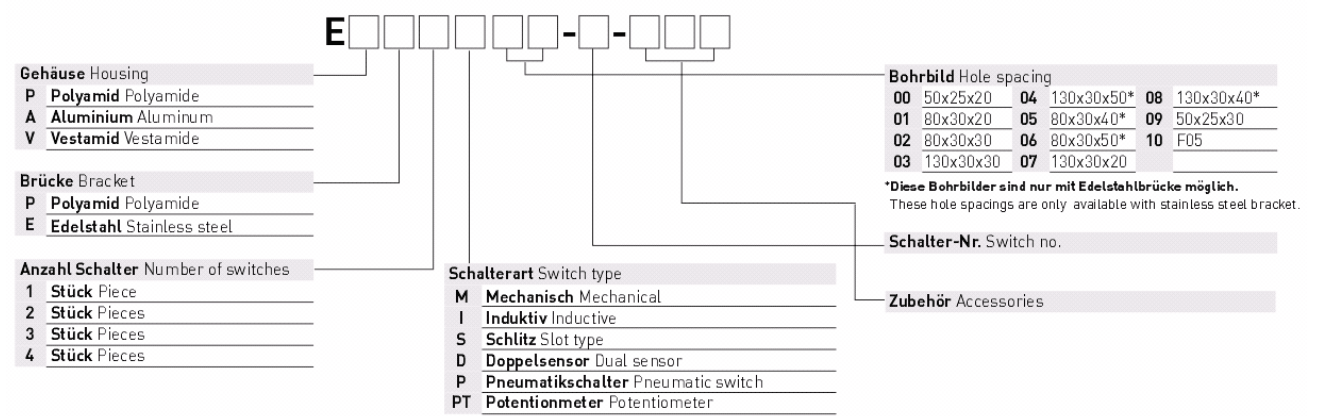 E - -
Gehäuse Housing
P Polyamid Polyamide
A Aluminium Aluminum
V Vestamid Vestamide
Brücke Bracket
P Polyamid Polyamide
E Edelstahl Stainless steel
Anzahl Schalter Number of switches
1 Stück Piece
2 Stück Pieces
3 Stück Pieces
4 Stück Pieces
Schalterart Switch type
M Mechanisch Mechanical
I Induktiv Inductive
S Schlitz Slot type
D Doppelsensor Dual sensor
P Pneumatikschalter Pneumatic switch
PT Potentionmeter Potentiometer
Bohrbild Hole spacing
00 50x25x20 04 130x30x50* 08 130x30x40*
01 80x30x20 05 80x30x40* 09 50x25x30
02 80x30x30 06 80x30x50* 10 F05
03 130x30x30 07 130x30x20
*Diese Bohrbilder sind nur mit Edelstahlbrücke möglich.
These hole spacings are only available with stainless steel bracket.
Schalter-Nr. Switch no.
Zubehör Accessories